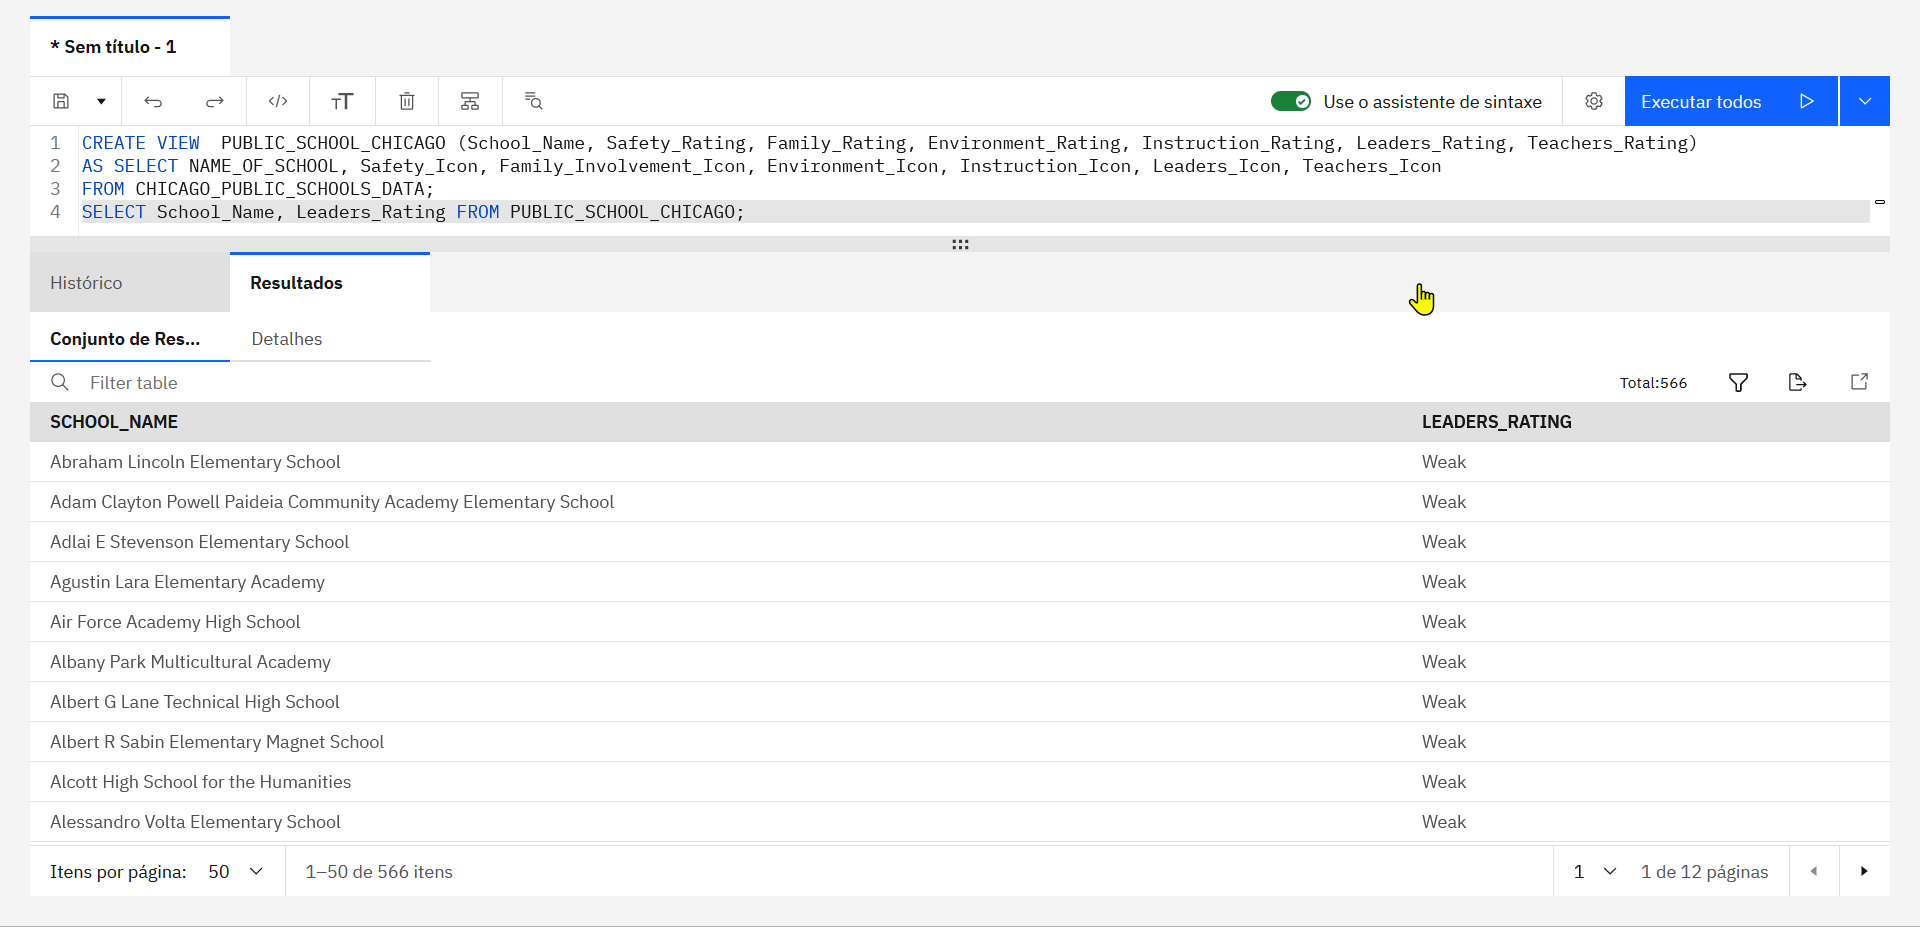 * Sem título - 1
</> TT Use o assistente de sintaxe Executar todos
1 CREATE VIEW  PUBLIC_SCHOOL_CHICAGO (School_Name, Safety_Rating, Family_Rating, Environment_Rating, Instruction_Rating, Leaders_Rating, Teachers_Rating)
2 AS SELECT NAME_OF_SCHOOL, Safety_Icon, Family_Involvement_Icon, Environment_Icon, Instruction_Icon, Leaders_Icon, Teachers_Icon
3 FROM CHICAGO_PUBLIC_SCHOOLS_DATA;
4 SELECT School_Name, Leaders_Rating FROM PUBLIC_SCHOOL_CHICAGO;
Histórico Resultados
Conjunto de Res... Detalhes
Filter table Total:566
SCHOOL_NAME LEADERS_RATING
Abraham Lincoln Elementary School Weak
Adam Clayton Powell Paideia Community Academy Elementary School Weak
Adlai E Stevenson Elementary School Weak
Agustin Lara Elementary Academy Weak
Air Force Academy High School Weak
Albany Park Multicultural Academy Weak
Albert G Lane Technical High School Weak
Albert R Sabin Elementary Magnet School Weak
Alcott High School for the Humanities Weak
Alessandro Volta Elementary School Weak
Itens por página: 50 1–50 de 566 itens 1 1 de 12 páginas